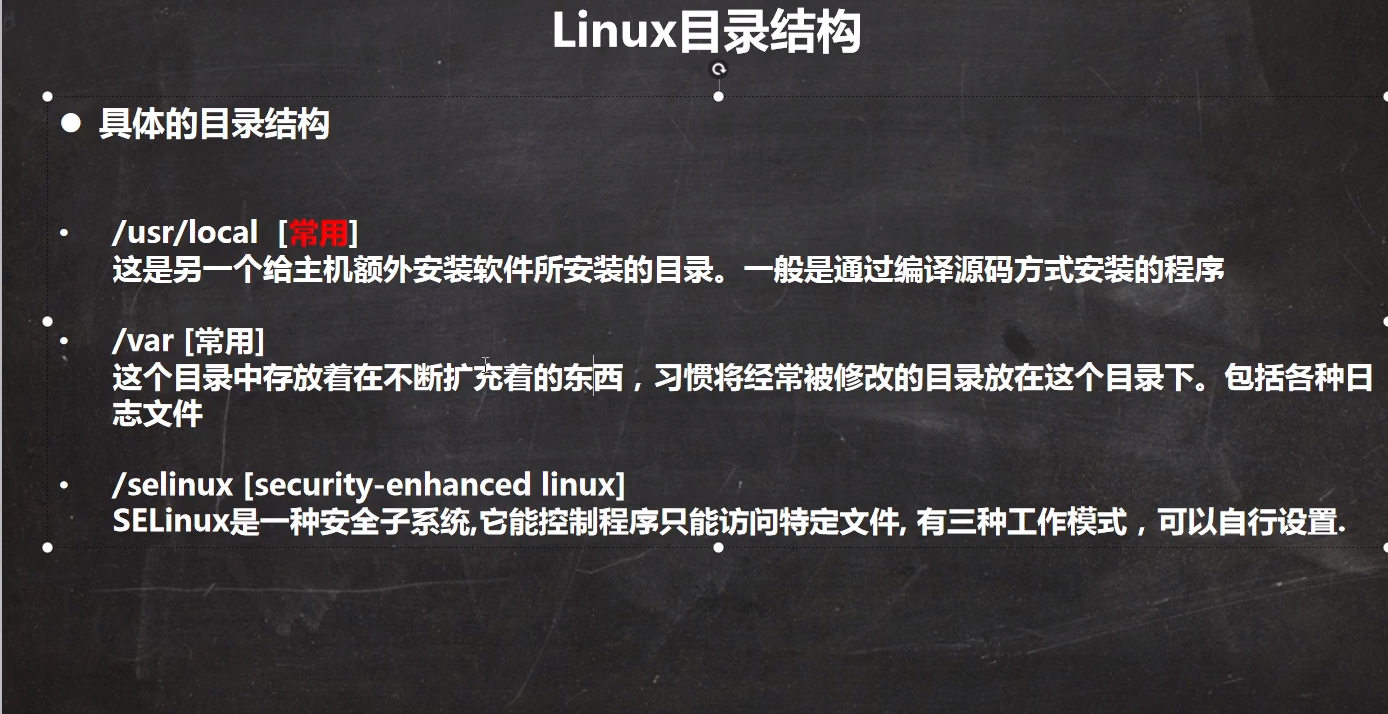 Linux目录结构
● 具体的目录结构
• /usr/local [常用]
这是另一个给主机额外安装软件所安装的目录。一般是通过编译源码方式安装的程序
• /var [常用]
这个目录中存放着在不断扩充着的东西，习惯将经常被修改的目录放在这个目录下。包括各种日
志文件
• /selinux [security-enhanced linux]
SELinux是一种安全子系统,它能控制程序只能访问特定文件, 有三种工作模式，可以自行设置.